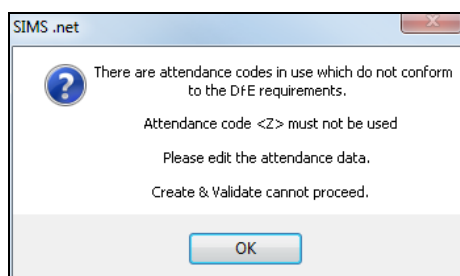 SIMS .net
There are attendance codes in use which do not conform
to the DfE requirements.
Attendance code <Z> must not be used
Please edit the attendance data.
Create & Validate cannot proceed.
OK